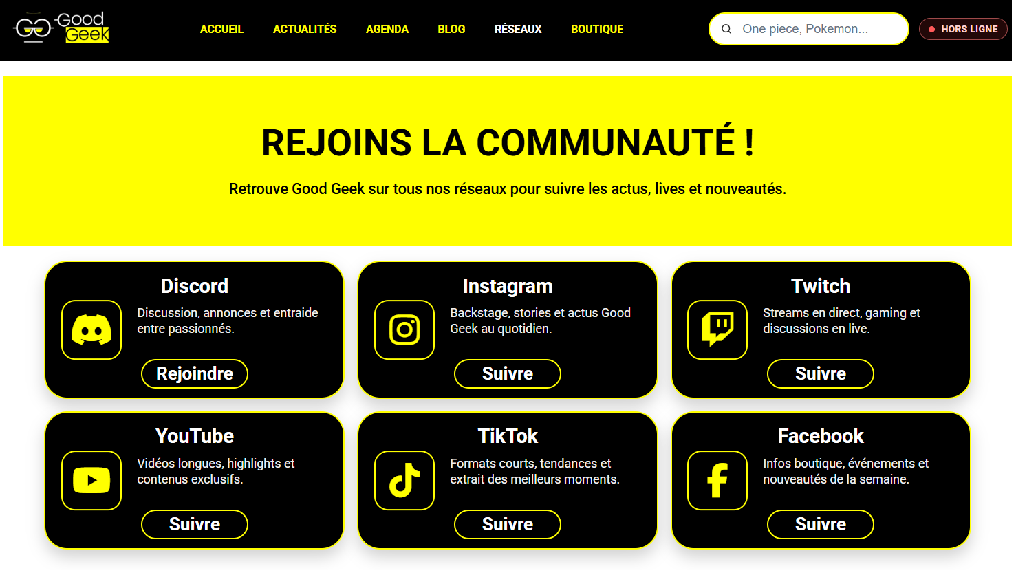 Good
Geek
ACCUEIL ACTUALITÉS AGENDA BLOG RÉSEAUX BOUTIQUE
One piece, Pokemon...
HORS LIGNE
REJOINS LA COMMUNAUTÉ !
Retrouve Good Geek sur tous nos réseaux pour suivre les actus, lives et nouveautés.
Discord
Discussion, annonces et entraide
entre passionnés.
Rejoindre
Instagram
Backstage, stories et actus Good
Geek au quotidien.
Suivre
Twitch
Streams en direct, gaming et
discussions en live.
Suivre
YouTube
Vidéos longues, highlights et
contenus exclusifs.
Suivre
TikTok
Formats courts, tendances et
extrait des meilleurs moments.
Suivre
Facebook
Infos boutique, événements et
nouveautés de la semaine.
Suivre